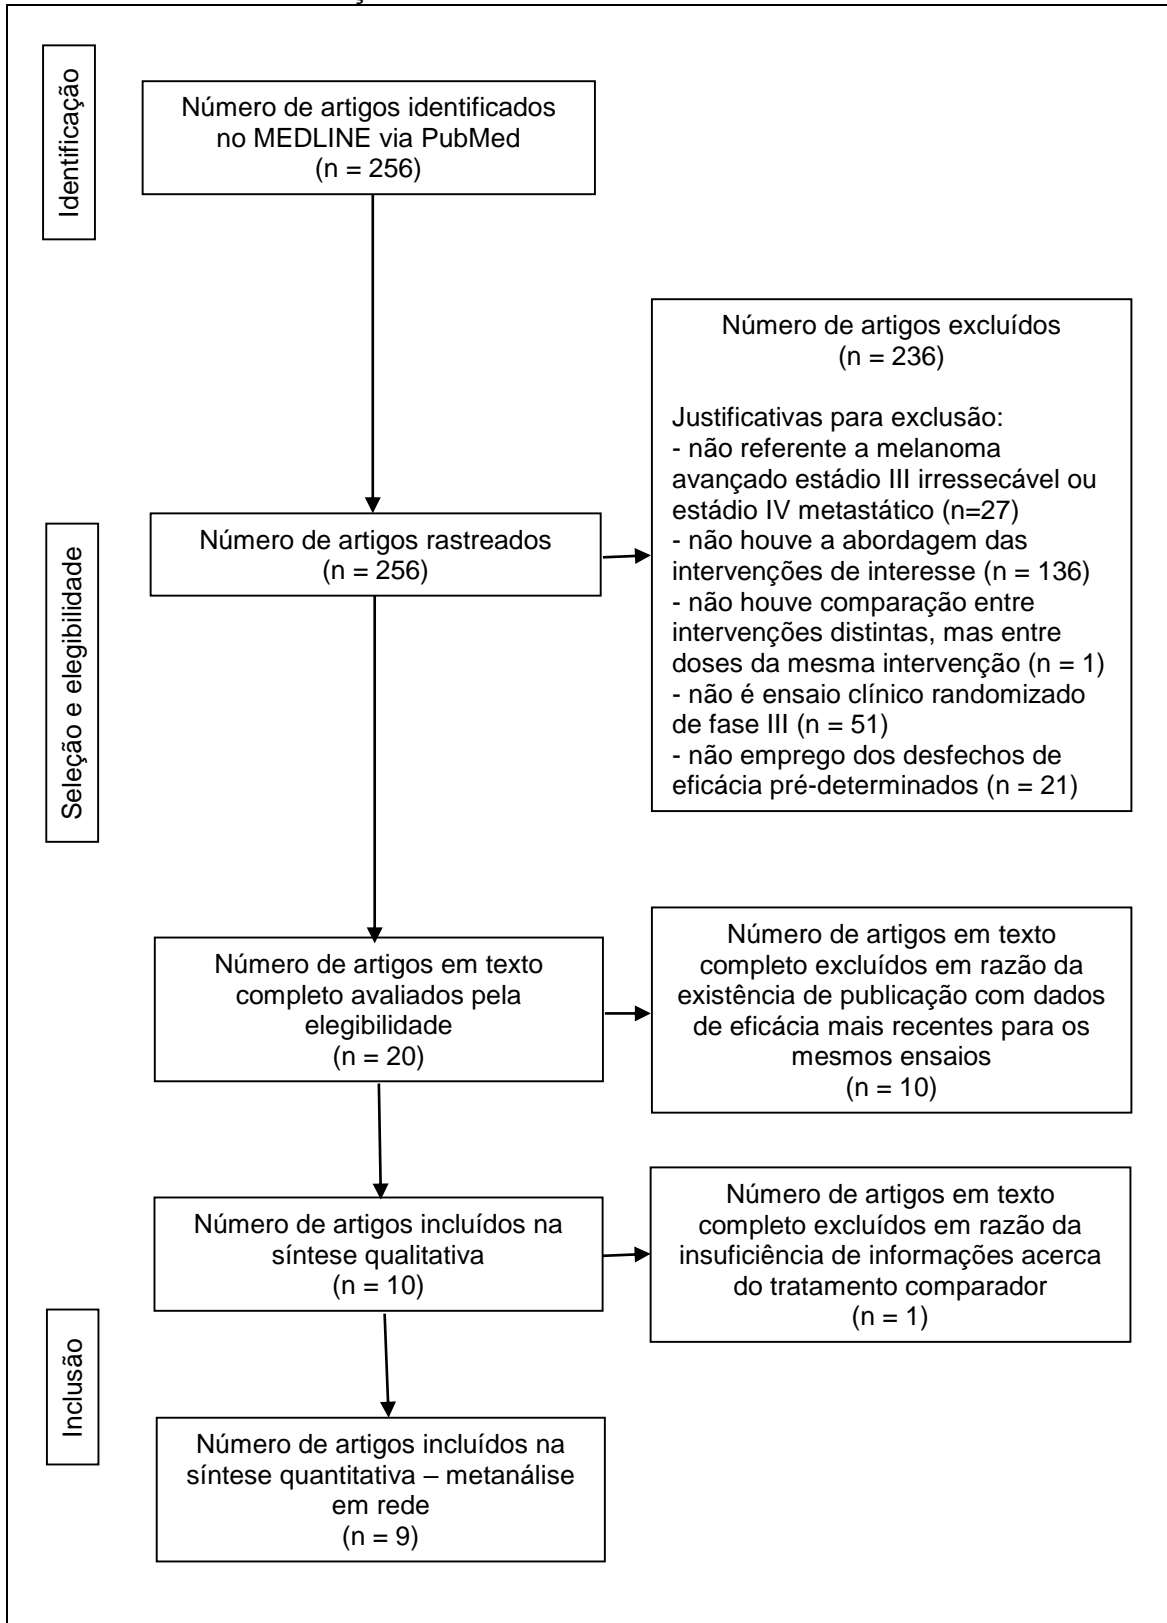 Identificação
Número de artigos identificados
no MEDLINE via PubMed
(n = 256)
Número de artigos excluídos
(n = 236)
Justificativas para exclusão:
- não referente a melanoma
avançado estádio III irressecável ou
estádio IV metastático (n=27)
- não houve a abordagem das
intervenções de interesse (n = 136)
- não houve comparação entre
intervenções distintas, mas entre
doses da mesma intervenção (n = 1)
- não é ensaio clínico randomizado
de fase III (n = 51)
- não emprego dos desfechos de
eficácia pré-determinados (n = 21)
Seleção e elegibilidade
Número de artigos rastreados
(n = 256)
Número de artigos em texto
completo avaliados pela
elegibilidade
(n = 20)
Número de artigos em texto
completo excluídos em razão da
existência de publicação com dados
de eficácia mais recentes para os
mesmos ensaios
(n = 10)
Número de artigos incluídos na
síntese qualitativa
(n = 10)
Número de artigos em texto
completo excluídos em razão da
insuficiência de informações acerca
do tratamento comparador
(n = 1)
Inclusão
Número de artigos incluídos na
síntese quantitativa – metanálise
em rede
(n = 9)